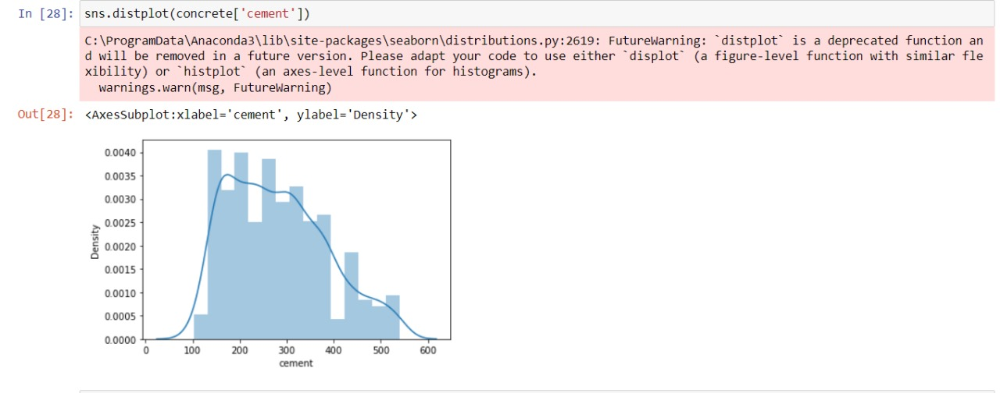 In [28]: sns.distplot(concrete['cement'])
C:\ProgramData\Anaconda3\lib\site-packages\seaborn\distributions.py:2619: FutureWarning: `distplot` is a deprecated function an
d will be removed in a future version. Please adapt your code to use either `displot` (a figure-level function with similar fle
xibility) or `histplot` (an axes-level function for histograms).
  warnings.warn(msg, FutureWarning)
Out[28]: <AxesSubplot:xlabel='cement', ylabel='Density'>
0.0040
0.0035
0.0030
0.0025
0.0020
0.0015
0.0010
0.0005
0.0000
Density
0 100 200 300 400 500 600
cement